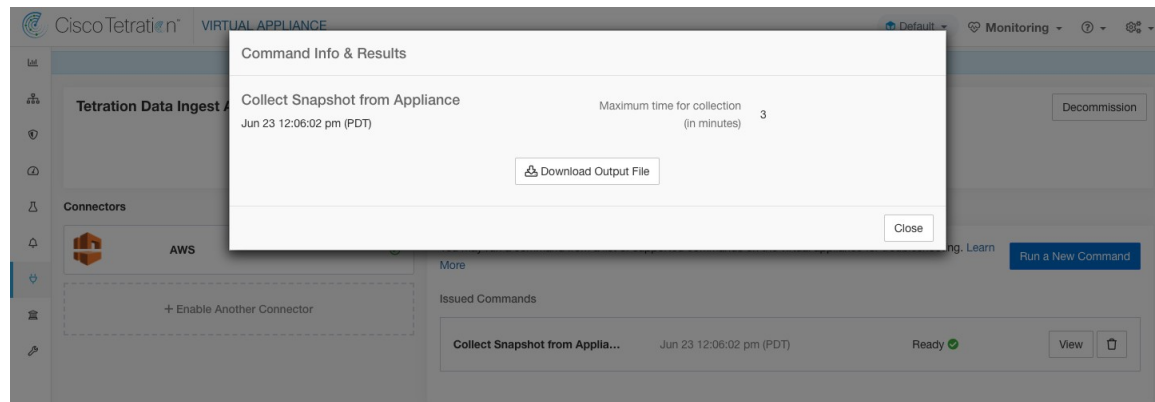 Cisco Tetration VIRTUAL APPLIANCE
Default
Monitoring
Command Info & Results
Tetration Data Ingest
Decommission
Collect Snapshot from Appliance
Jun 23 12:06:02 pm (PDT)
Maximum time for collection
(in minutes)
3
Download Output File
Close
Connectors
AWS
+ Enable Another Connector
Learn
More
Run a New Command
Issued Commands
Collect Snapshot from Applia...
Jun 23 12:06:02 pm (PDT)
Ready
View